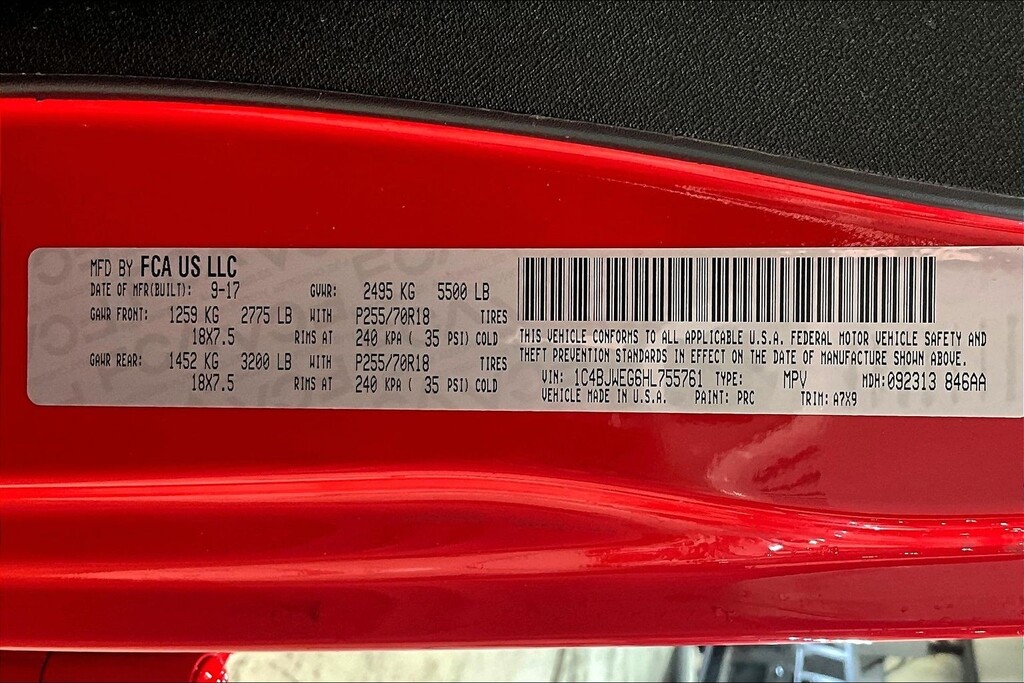 MFD BY FCA US LLC
DATE OF MFR(BUILT): 9-17 GVWR: 2495 KG 5500 LB
GAWR FRONT: 1259 KG 2775 LB WITH P255/70R18 TIRES
18X7.5 RIMS AT 240 KPA ( 35 PSI) COLD
GAWR REAR: 1452 KG 3200 LB WITH P255/70R18 TIRES
18X7.5 RIMS AT 240 KPA ( 35 PSI) COLD
THIS VEHICLE CONFORMS TO ALL APPLICABLE U.S.A. FEDERAL MOTOR VEHICLE SAFETY AND
THEFT PREVENTION STANDARDS IN EFFECT ON THE DATE OF MANUFACTURE SHOWN ABOVE.
VIN: 1C4BJWEG6HL755761 TYPE: MPV MDH:092313 846AA
VEHICLE MADE IN U.S.A. PAINT: PRC TRIM: A7X9